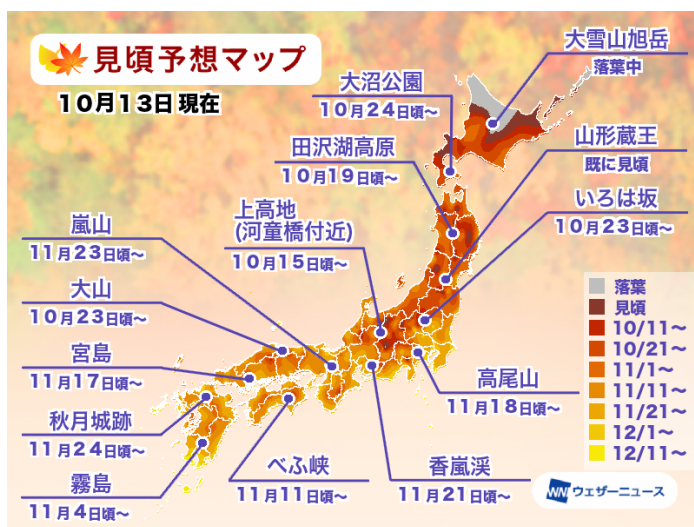 見頃予想マップ
10月13日 現在
大雪山旭岳
落葉中
大沼公園
10月24日頃～
田沢湖高原
10月19日頃～
山形蔵王
既に見頃
いろは坂
10月23日頃～
上高地
(河童橋付近)
10月15日頃～
嵐山
11月23日頃～
大山
10月23日頃～
宮島
11月17日頃～
秋月城跡
11月24日頃～
霧島
11月4日頃～
べふ峡
11月11日頃～
香嵐渓
11月21日頃～
高尾山
11月18日頃～
落葉
見頃
10/11～
10/21～
11/1～
11/11～
11/21～
12/1～
12/11～
WN ウェザーニュース